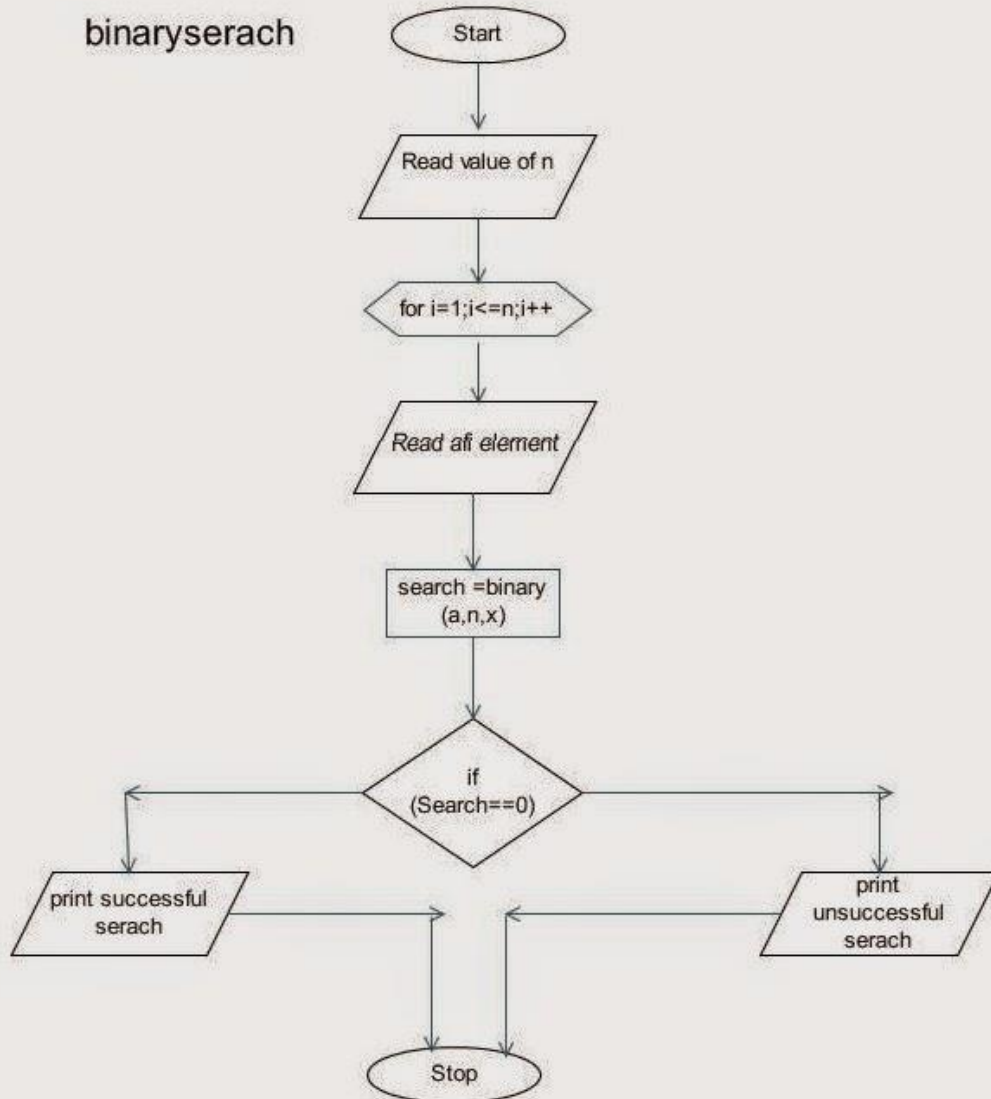 binaryserach
Start
Read value of n
for i=1;i<=n;i++
Read afi element
search =binary
(a,n,x)
if
(Search==0)
print successful
serach
print
unsuccessful
serach
Stop